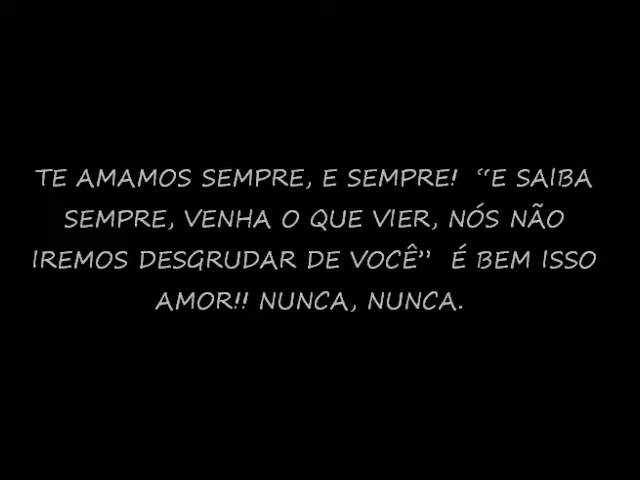 TE AMAMOS SEMPRE, E SEMPRE! “E SAIBA
SEMPRE, VENHA O QUE VIER, NÓS NÃO
IREMOS DESGRUDAR DE VOCÊ” É BEM ISSO
AMOR!! NUNCA, NUNCA.